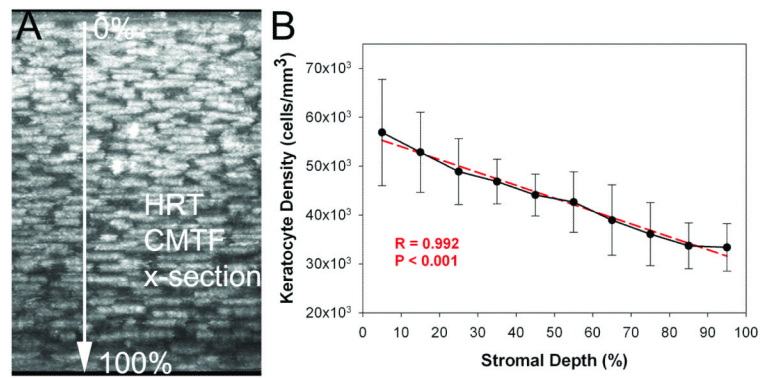 A
0%
HRT
CMTF
x-section
100%
B
Keratocyte Density (cells/mm³)
70x10³
60x10³
50x10³
40x10³
30x10³
20x10³
R = 0.992
P < 0.001
0 10 20 30 40 50 60 70 80 90 100
Stromal Depth (%)